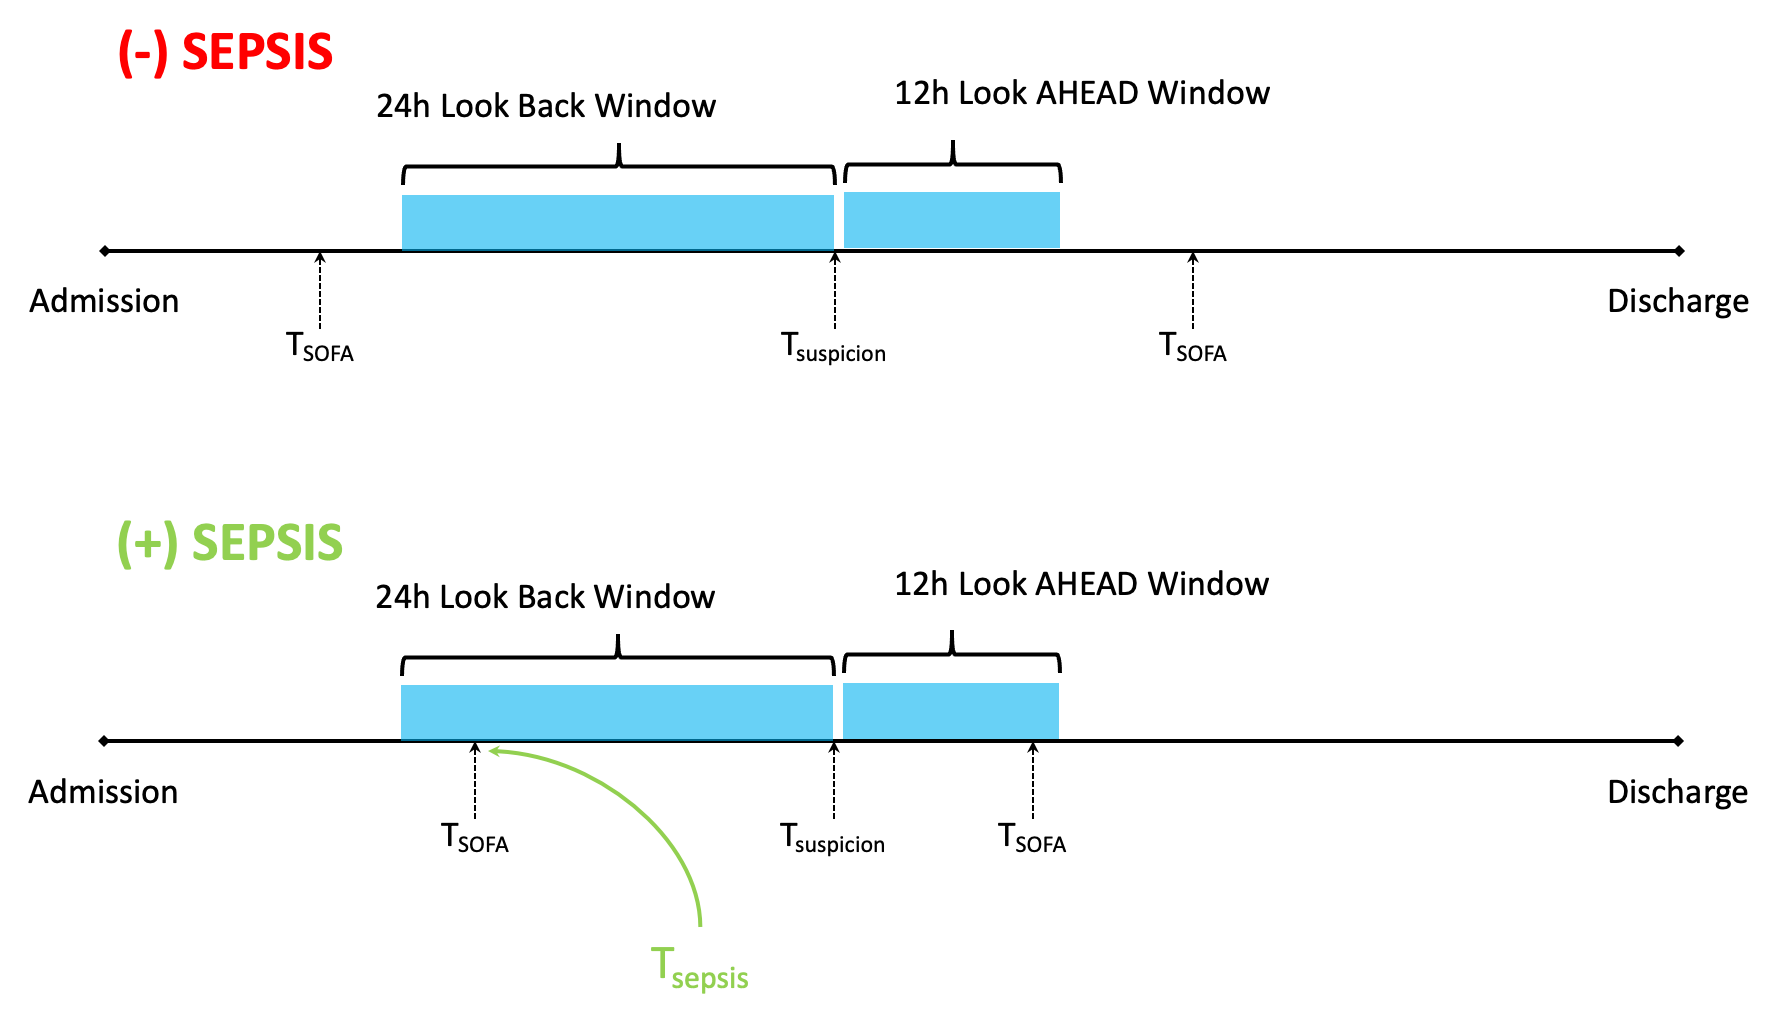 (-) SEPSIS
24h Look Back Window
12h Look AHEAD Window
Admission
Discharge
TSOFA
Tsuspicion
TSOFA
(+) SEPSIS
24h Look Back Window
12h Look AHEAD Window
Admission
Discharge
TSOFA
Tsuspicion
TSOFA
Tsepsis